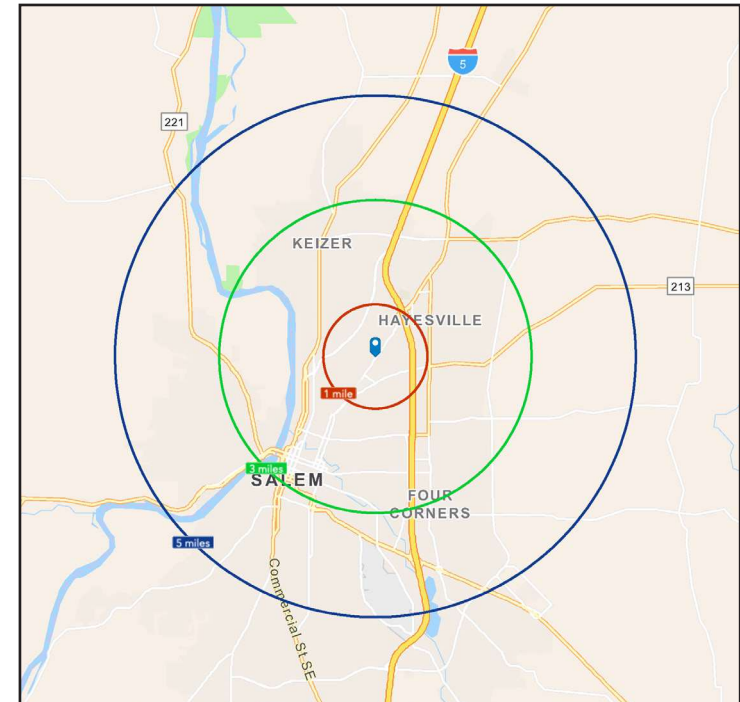 5
221
KEIZER
213
HAYESVILLE
1 mile
3 miles
SALEM
FOUR
CORNERS
5 miles
Commercial St SE